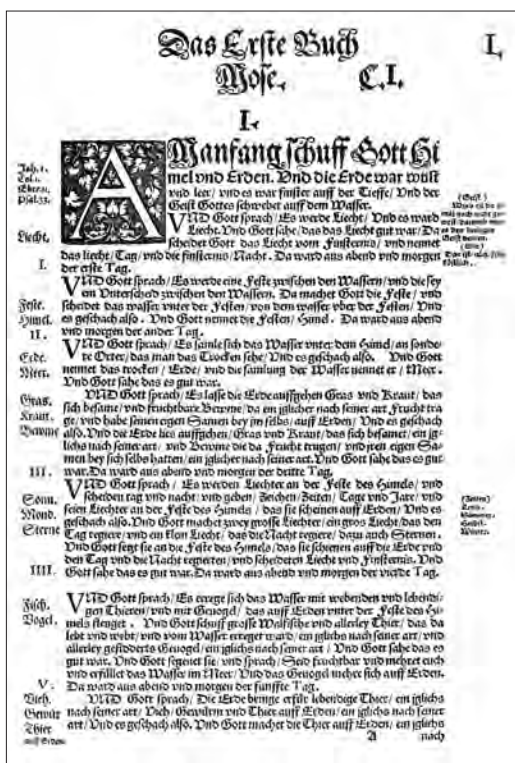 Das Erste Buch
Mose.
C. I.
I.
I.
AManfang schuff Gott Hi
mel vnd Erden. Vnd die Erde war wüst
vnd leer/ vnd es war finster auff der Tieffe/ Vnd der
Geist Gottes schwebet auff dem Wasser.
VND Gott sprach/ Es werde Liecht/ Vnd es ward
Liecht. Vnd Gott sahe/ das das Liecht gut war/ Da
scheidet Gott das Liecht vom Finsternis/ vnd nennet
das liecht/ Tag/ vnd die finsternis/ Nacht. Da ward aus abend vnd morgen
der erste Tag.
VND Gott sprach/ Es werde eine Feste zwischen den Wassern/ vnd die sey
ein Vnterscheid zwischen den Wassern. Da machet Gott die Feste/ vnd
scheidet das wasser vnter der Festen/ von dem wasser vber der Festen/ Vnd
es geschach also. Vnd Gott nennet die Festen/ Himel. Da ward aus abend
vnd morgen der ander Tag.
VND Gott sprach/ Es samle sich das Wasser vnter dem Himel/ an sonde-
re Orter/ das man das Trocken sehe/ Vnd es geschach also. Vnd Gott
nennet das trocken/ Erde/ vnd die samlung der Wasser nennet er/ Meer.
Vnd Gott sahe das es gut war.
VND Gott sprach/ Es lasse die Erde auffgehen Gras vnd Kraut/ das
sich besame/ vnd fruchtbare Bewme/ da ein jglicher nach seiner art Frucht tra
ge/ vnd habe seinen eigen Samen bey jm selbs/ auff Erden/ Vnd es geschach
also. Vnd die Erde lies auffgehen/ Gras vnd Kraut/ das sich besamet/ ein jg-
lichs nach seiner art/ vnd Bewme die da Frucht trugen/ vnd jren eigen Sa-
men bey sich selbs hatten/ ein jglicher nach seiner art. Vnd Gott sahe das es gut
war. Da ward aus abend vnd morgen der dritte Tag.
VND Gott sprach/ Es werden Liechter an der Feste des Himels/ vnd
scheiden tag vnd nacht/ vnd geben/ Zeichen/ Zeiten/ Tage vnd Jare/ vnd
seien Liechter an der Feste des Himels/ das sie scheinen auff Erden/ Vnd es
geschach also. Vnd Gott machet zwey grosse Liechter/ ein gros Liecht/ das den
Tag regiere/ vnd ein klein Liecht/ das die Nacht regiere/ dazu auch Sternen.
Vnd Gott setzt sie an die Feste des Himels/ das sie schienen auff die Erde vnd
den Tag vnd die Nacht regierten/ vnd scheideten Liecht vnd Finsternis. Vnd
Gott sahe das es gut war. Da ward aus abend vnd morgen der vierde Tag.
VND Gott sprach/ Es errege sich das Wasser mit webenden vnd lebendi-
gen Thieren/ vnd mit Geuogel/ das auff Erden vnter der Feste des Hi-
mels fleuget. Vnd Gott schuff grosse Walfische vnd allerley Thier/ das da
lebt vnd webt/ vnd vom Wasser erreget ward/ ein jglichs nach seiner art/ vnd
allerley gefidderts Geuogel/ ein jglichs nach seiner art/ Vnd Gott sahe das es
gut war. Vnd Gott segenet sie/ vnd sprach/ Seid fruchtbar vnd mehret euch
vnd erfüllet das Wasser im Meer/ Vnd das Geuogel mehre sich auff Erden.
Da ward aus abend vnd morgen der fünffte Tag.
VND Gott sprach/ Die Erde bringe erfür lebendige Thier/ ein jglichs
nach seiner art/ Vieh/ Gewürm vnd Thier auff Erden/ ein jglichs nach seiner
art/ Vnd es geschach also. Vnd Gott machet die Thier auff Erden/ ein jglichs
A nach
Joh. 1.
Col. 1.
Ebre. 11.
Psal. 33.
Liecht.
I.
Feste.
Himel.
II.
Erde.
Meer.
Gras.
Kraut.
Bewme
III.
Sonn.
Mond.
Sterne
IIII.
Fisch.
Vogel.
V.
Vieh.
Gewür
Thier
auff Erden
(Geist)
(Zeiten)